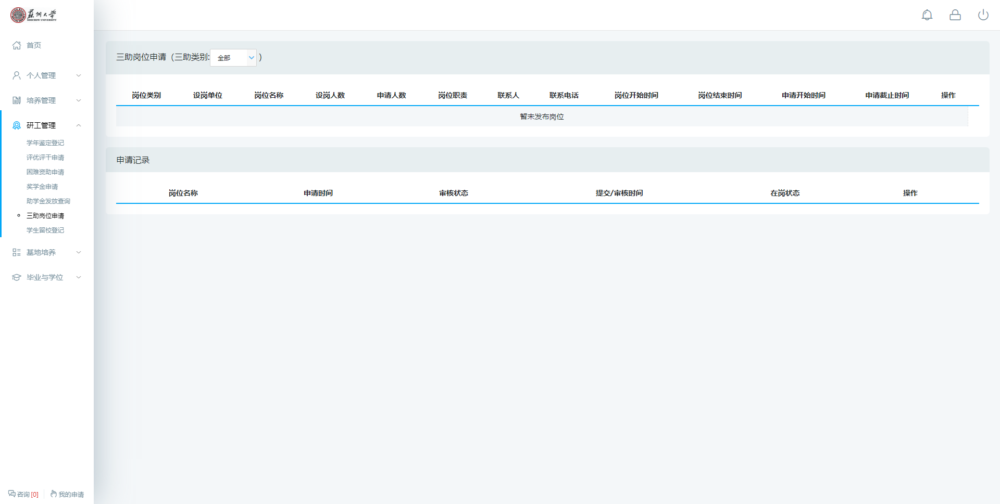 蘇州大學
SOOCHOW UNIVERSITY
首页
个人管理
培养管理
研工管理
学年鉴定登记
评优评干申请
困难资助申请
奖学金申请
助学金发放查询
三助岗位申请
学生留校登记
基地培养
毕业与学位
咨询[0] 我的申请
三助岗位申请（三助类别: 全部 ）
岗位类别 设岗单位 岗位名称 设岗人数 申请人数 岗位职责 联系人 联系电话 岗位开始时间 岗位结束时间 申请开始时间 申请截止时间 操作
暂未发布岗位
申请记录
岗位名称 申请时间 审核状态 提交/审核时间 在岗状态 操作